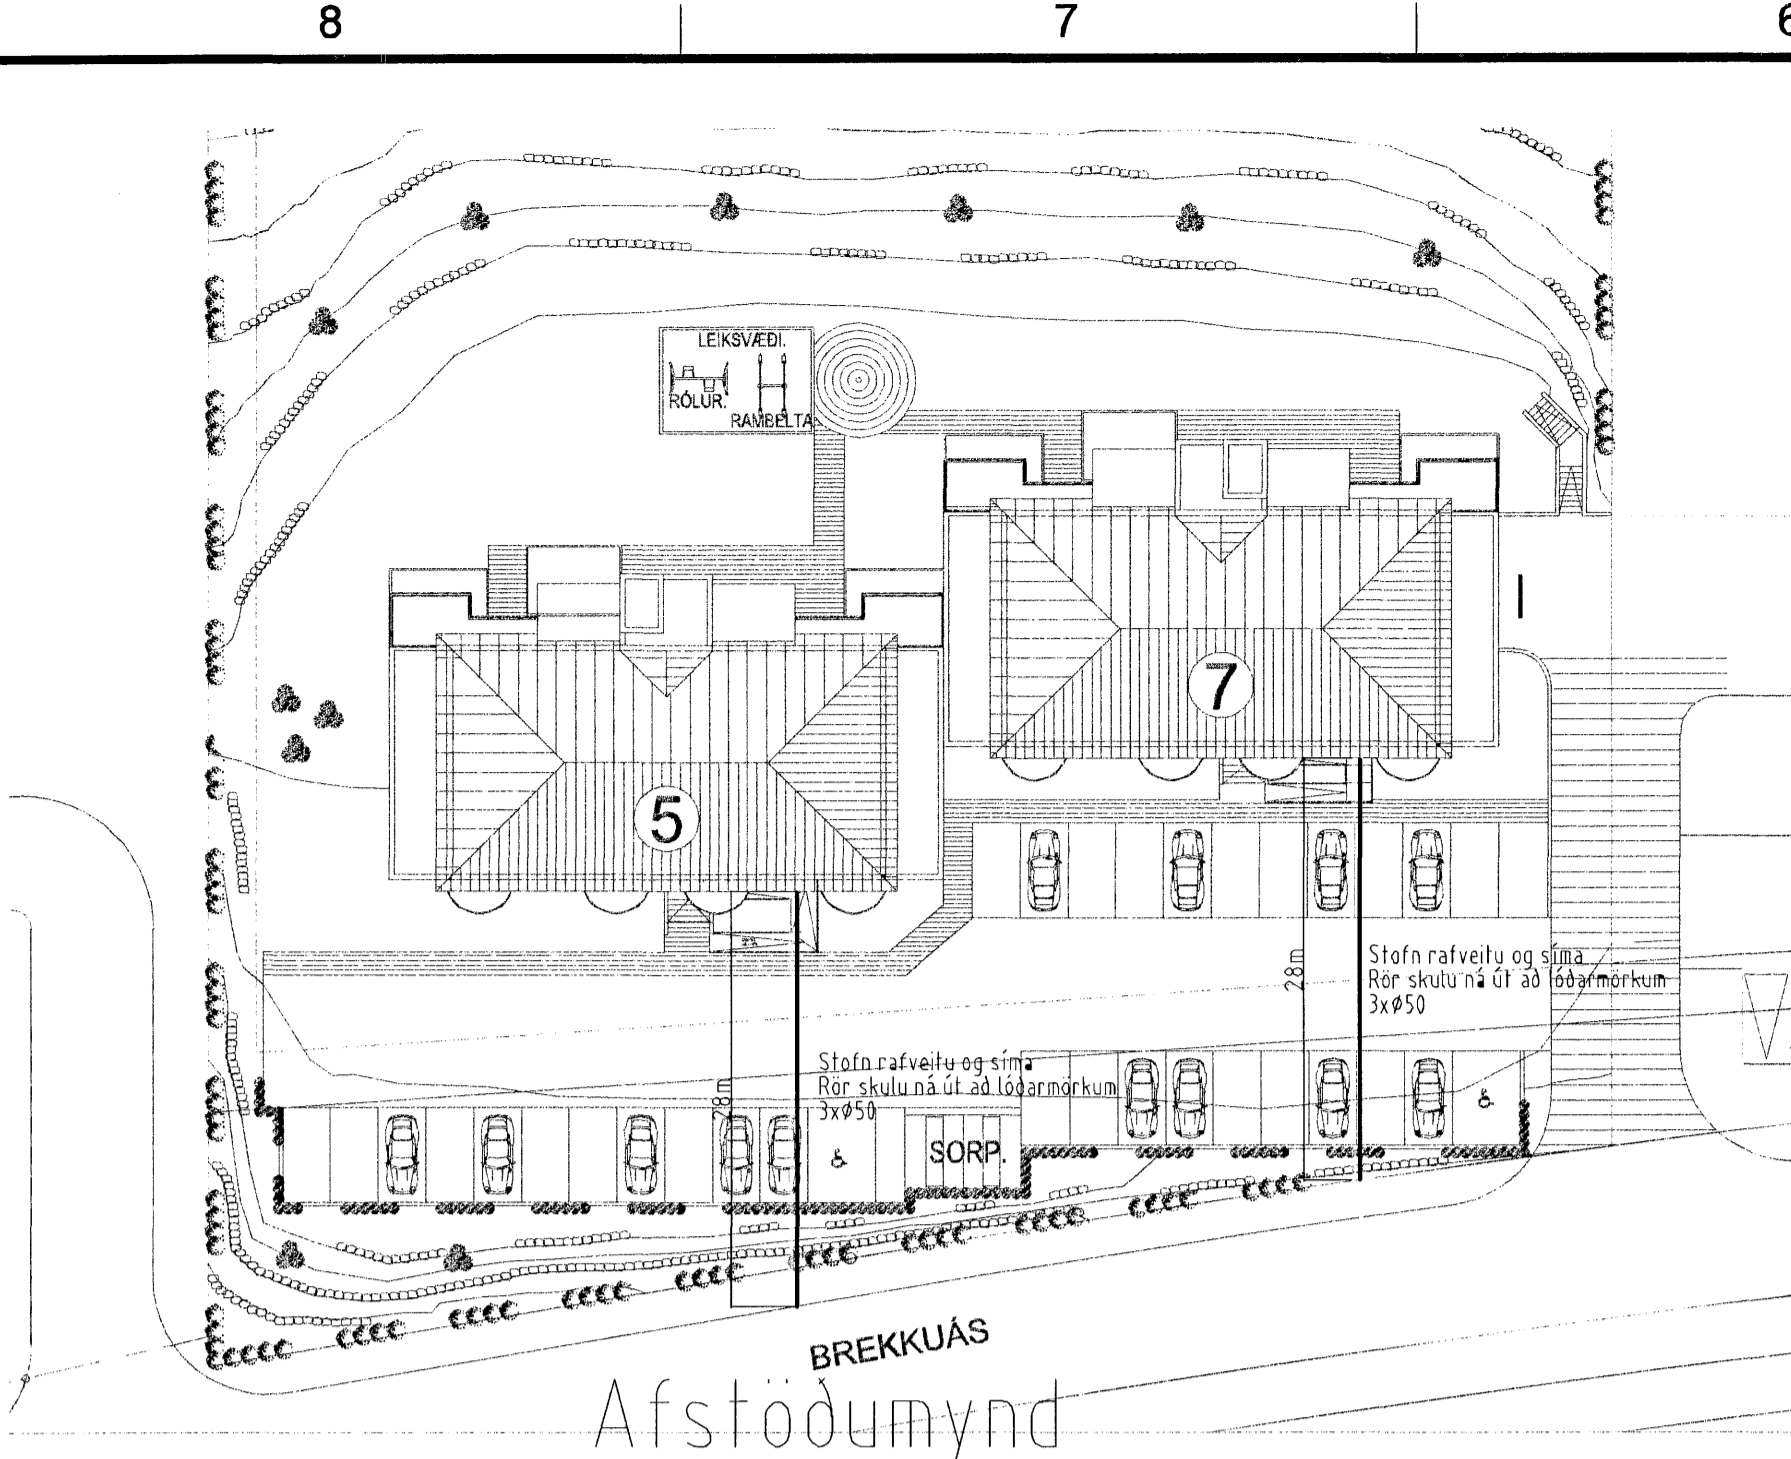 8 7 6
LEIKSVÆÐI.
RÓLUR.
RAMBELTA
7
5
28m
Stofn rafveitu og síma
Rör skulu ná út að lóðarmörkum
3xø50
28m
Stofn rafveitu og síma
Rör skulu ná út að lóðarmörkum
3xø50
SORP.
BREKKUÁS
Afstöðumynd